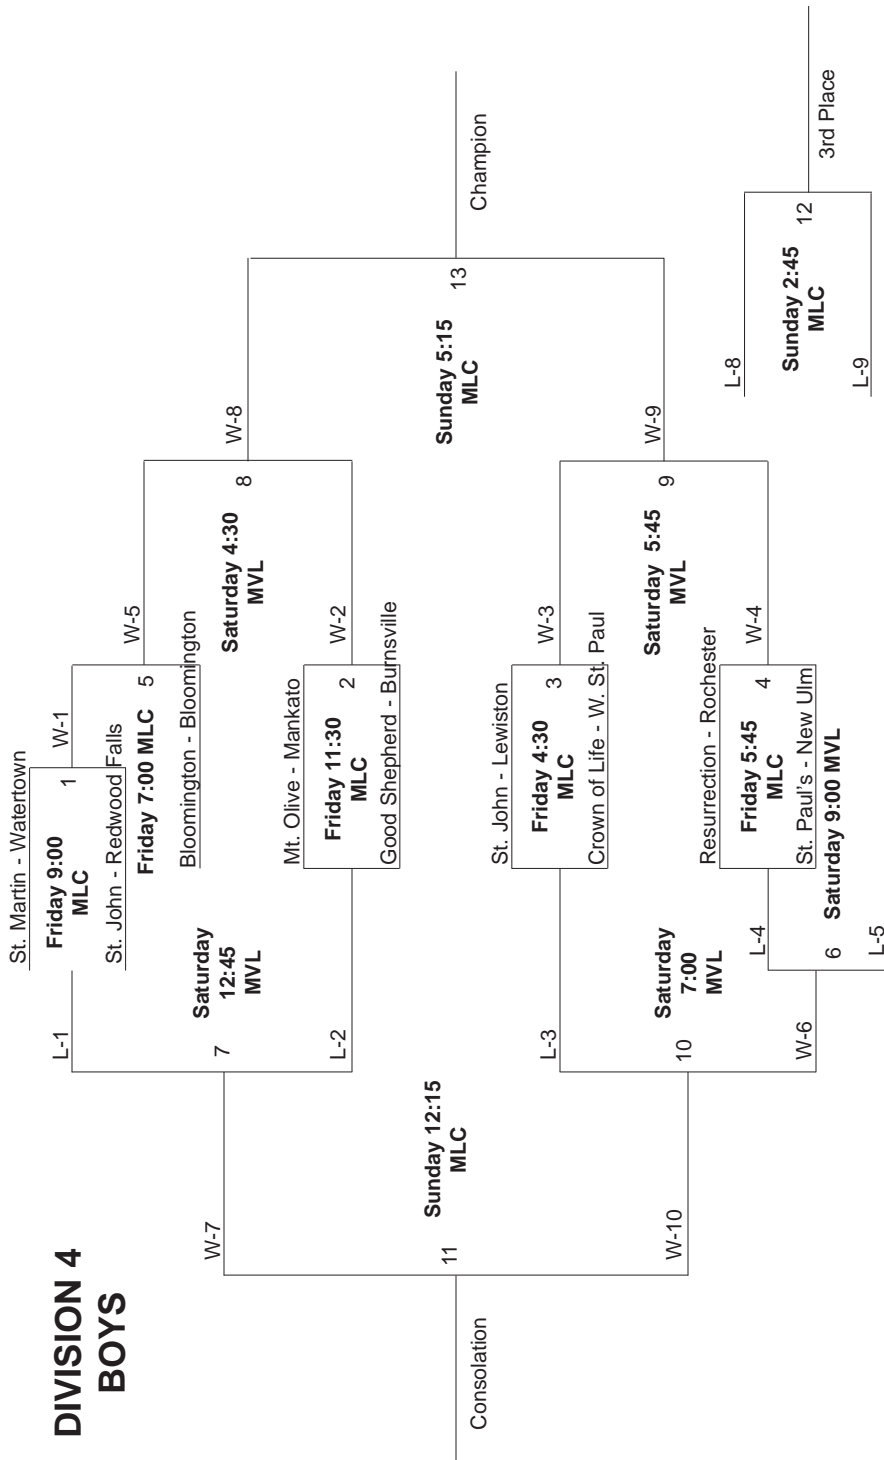 DIVISION 4
BOYS
St. Martin - Watertown
Friday 9:00
MLC
1
St. John - Redwood Falls
W-1
Friday 7:00 MLC
5
Bloomington - Bloomington
W-5
Saturday 4:30
MVL
8
W-8
Mt. Olive - Mankato
Friday 11:30
MLC
2
Good Shepherd - Burnsville
W-2
Sunday 5:15
MLC
13
Champion
St. John - Lewiston
Friday 4:30
MLC
3
Crown of Life - W. St. Paul
W-3
Saturday 5:45
MVL
9
W-9
Resurrection - Rochester
Friday 5:45
MLC
4
St. Paul's - New Ulm
W-4
L-1
Saturday
12:45
MVL
7
L-2
W-7
Sunday 12:15
MLC
11
Consolation
L-3
Saturday
7:00
MVL
10
W-10
L-4
Saturday 9:00 MVL
6
L-5
W-6
L-8
Sunday 2:45
MLC
12
L-9
3rd Place